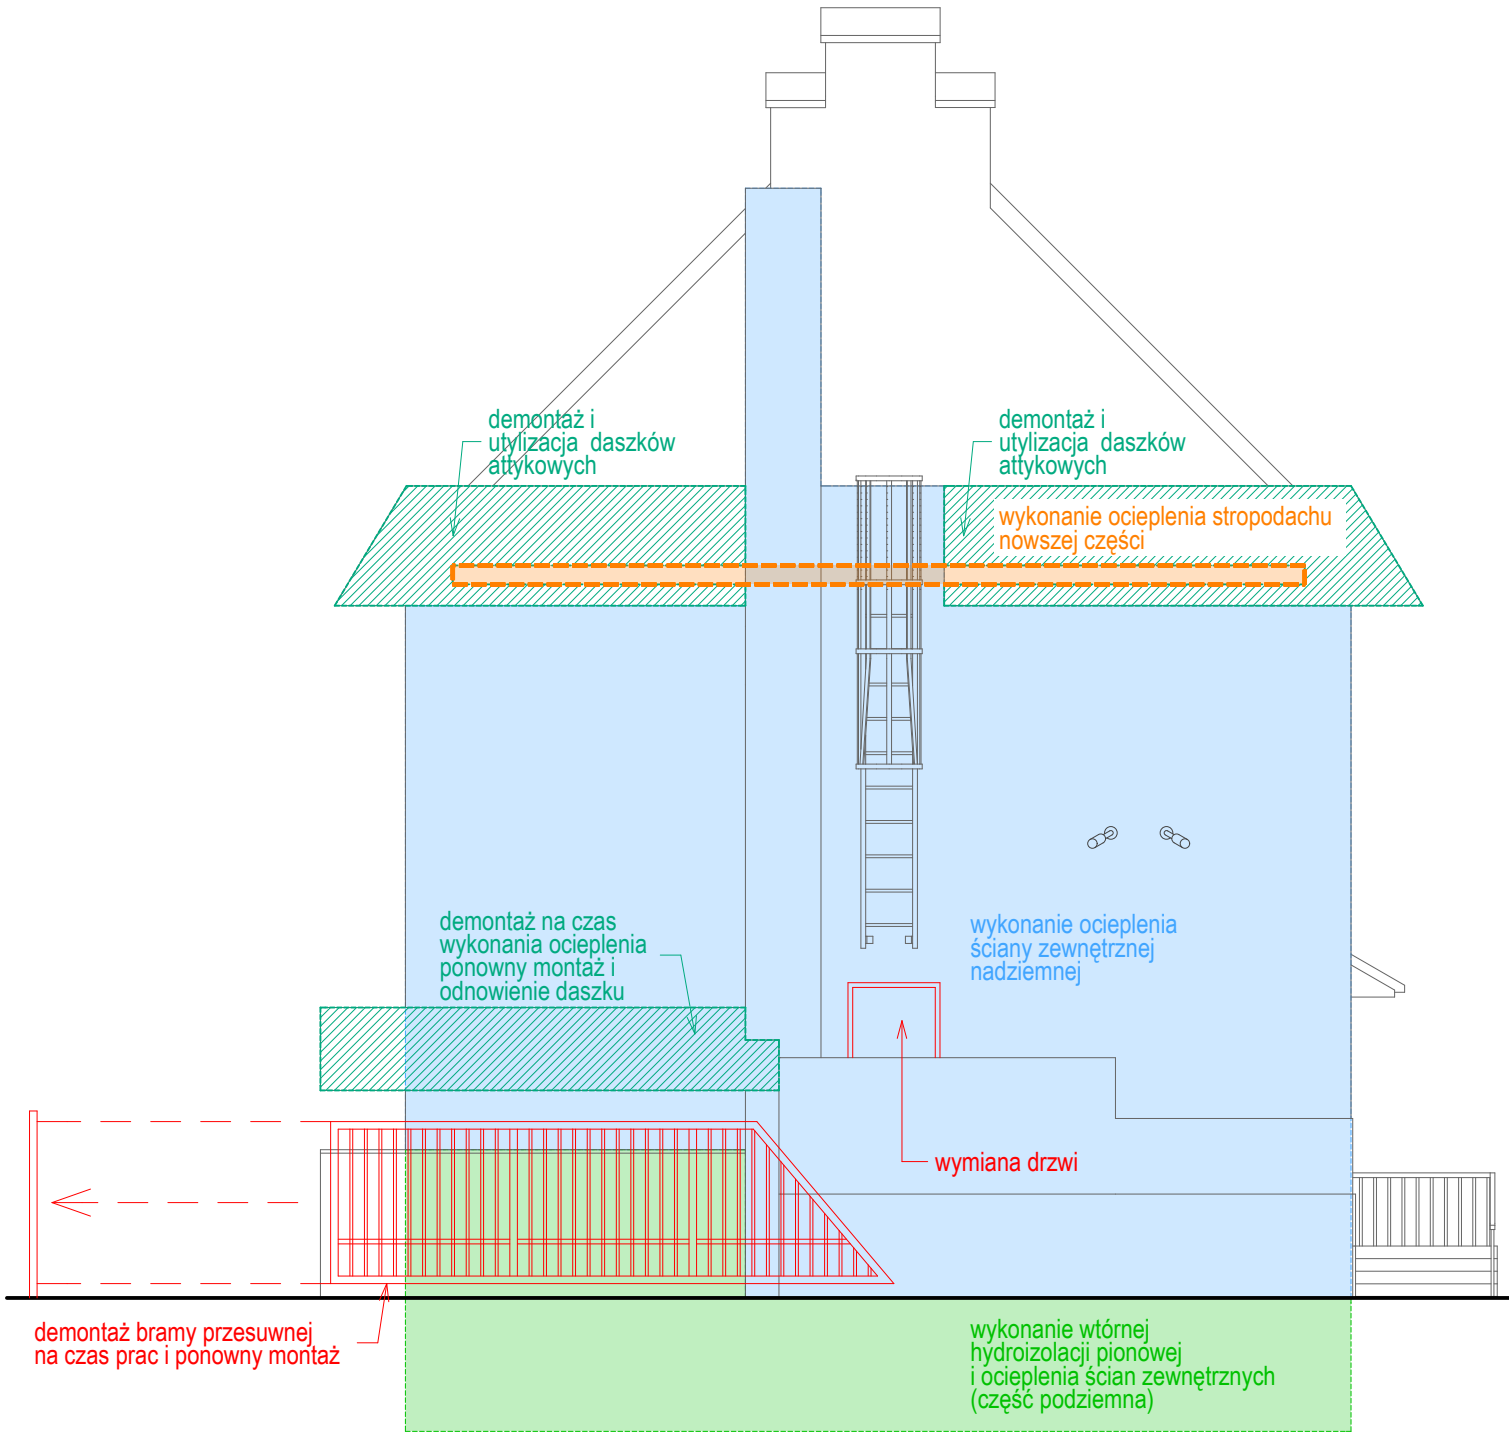 demontaż i
utylizacja daszków
attykowych
demontaż i
utylizacja daszków
attykowych
wykonanie ocieplenia stropodachu
nowszej części
demontaż na czas
wykonania ocieplenia
ponowny montaż i
odnowienie daszku
wykonanie ocieplenia
ściany zewnętrznej
nadziemnej
wymiana drzwi
demontaż bramy przesuwnej
na czas prac i ponowny montaż
wykonanie wtórnej
hydroizolacji pionowej
i ocieplenia ścian zewnętrznych
(część podziemna)